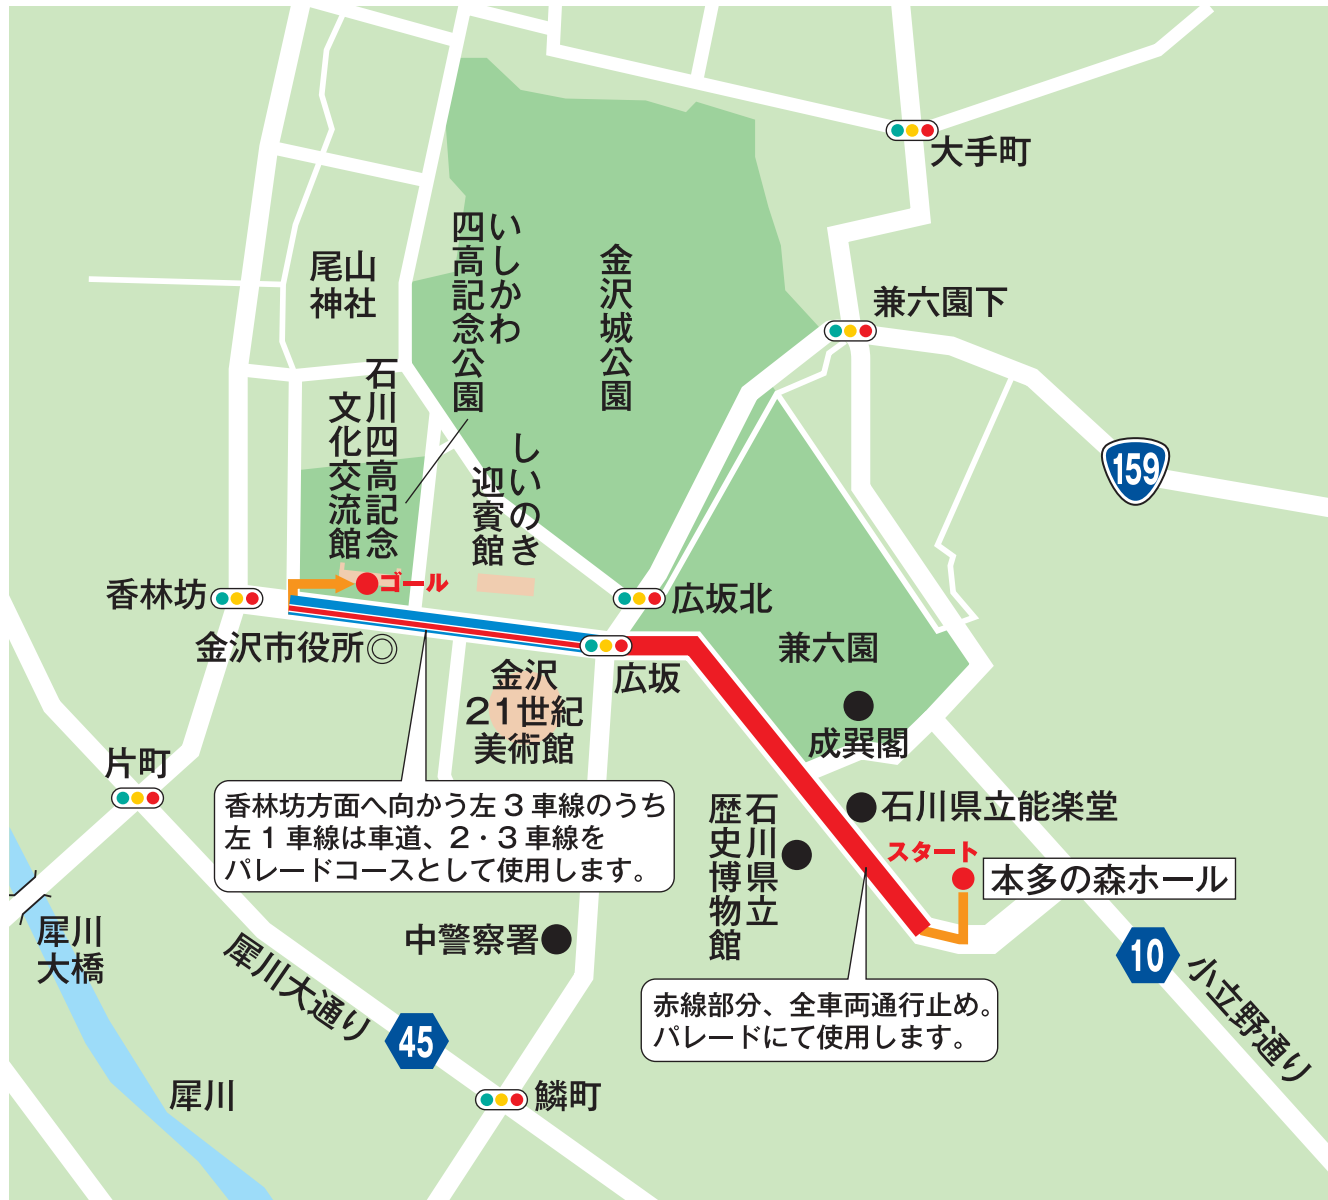 大手町
兼六園下
尾山
神社
いしかわ
四高記念公園
金沢城公園
石川四高記念
文化交流館
しいのき
迎賓館
159
ゴール
香林坊
広坂北
金沢市役所◎
広坂
兼六園
金沢
21世紀
美術館
成巽閣
片町
香林坊方面へ向かう左3車線のうち
左1車線は車道、2・3車線を
パレードコースとして使用します。
石川県立
歴史博物館
石川県立能楽堂
スタート
本多の森ホール
犀川
大橋
中警察署
犀川大通り
45
10
小立野通り
赤線部分、全車両通行止め。
パレードにて使用します。
犀川
鱗町